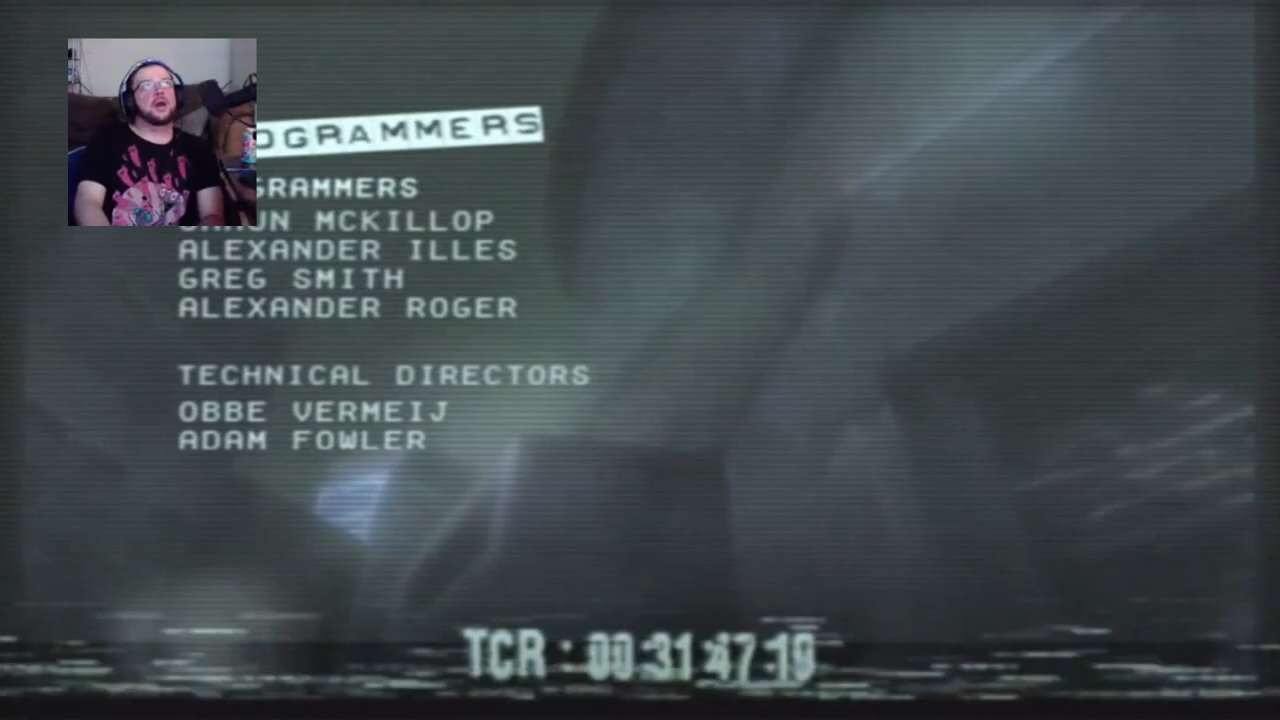 OGRAMMERS
GRAMMERS
MCKILLOP
ALEXANDER ILLES
GREG SMITH
ALEXANDER ROGER
TECHNICAL DIRECTORS
OBBE VERMEIJ
ADAM FOWLER
TCR : 00:31:47:19